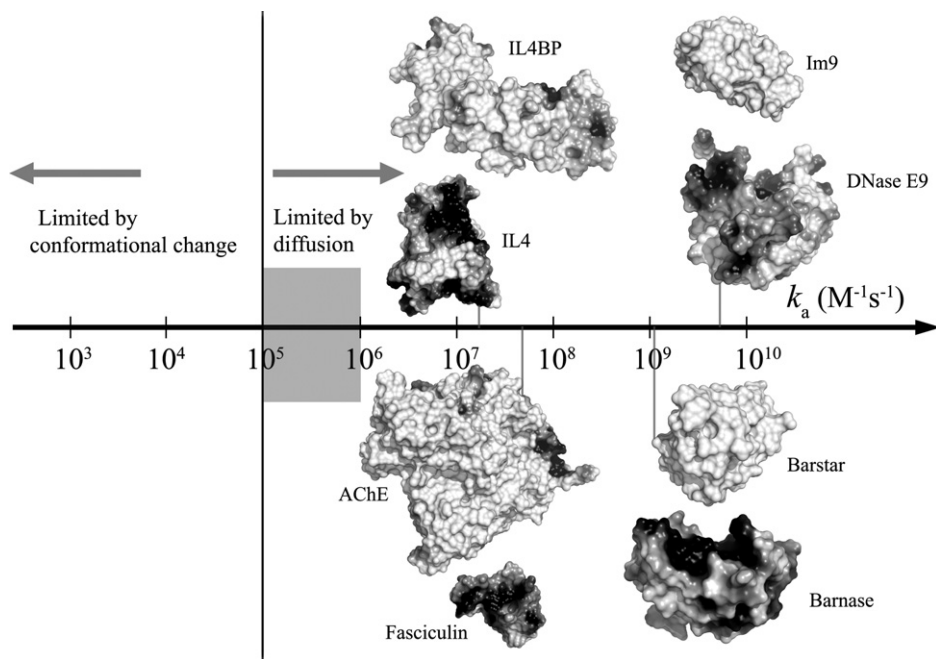 IL4BP
Im9
DNase E9
Limited by
conformational change
Limited by
diffusion
IL4
kₐ (M⁻¹s⁻¹)
10³ 10⁴ 10⁵ 10⁶ 10⁷ 10⁸ 10⁹ 10¹⁰
AChE
Barstar
Fasciculin
Barnase